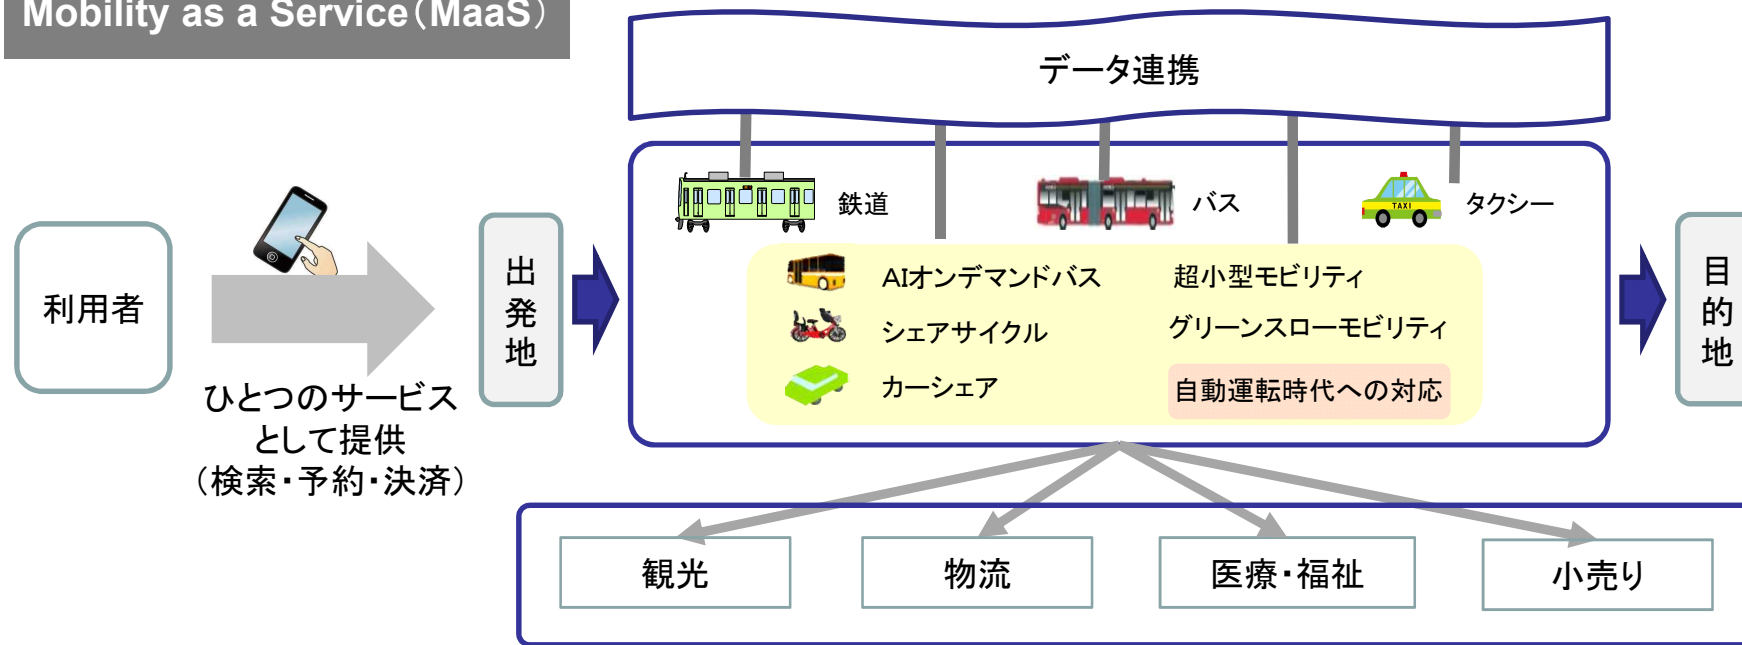 Mobility as a Service（MaaS）
データ連携
鉄道
バス
タクシー
TAXI
利用者
出発地
AIオンデマンドバス
超小型モビリティ
シェアサイクル
グリーンスローモビリティ
カーシェア
自動運転時代への対応
目的地
ひとつのサービス
として提供
（検索・予約・決済）
観光
物流
医療・福祉
小売り